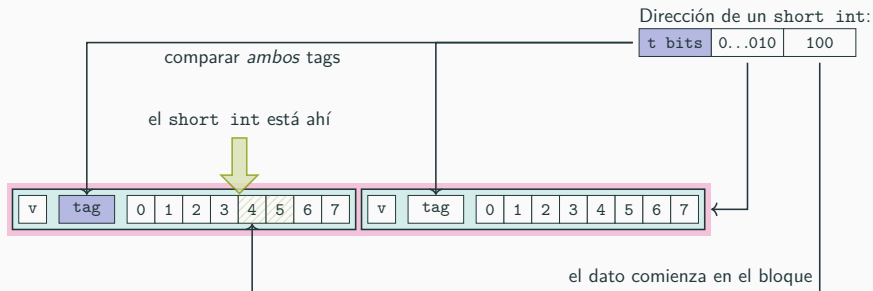 Dirección de un short int:
t bits 0...010 100
comparar ambos tags
el short int está ahí
v tag 0 1 2 3 4 5 6 7 v tag 0 1 2 3 4 5 6 7
el dato comienza en el bloque